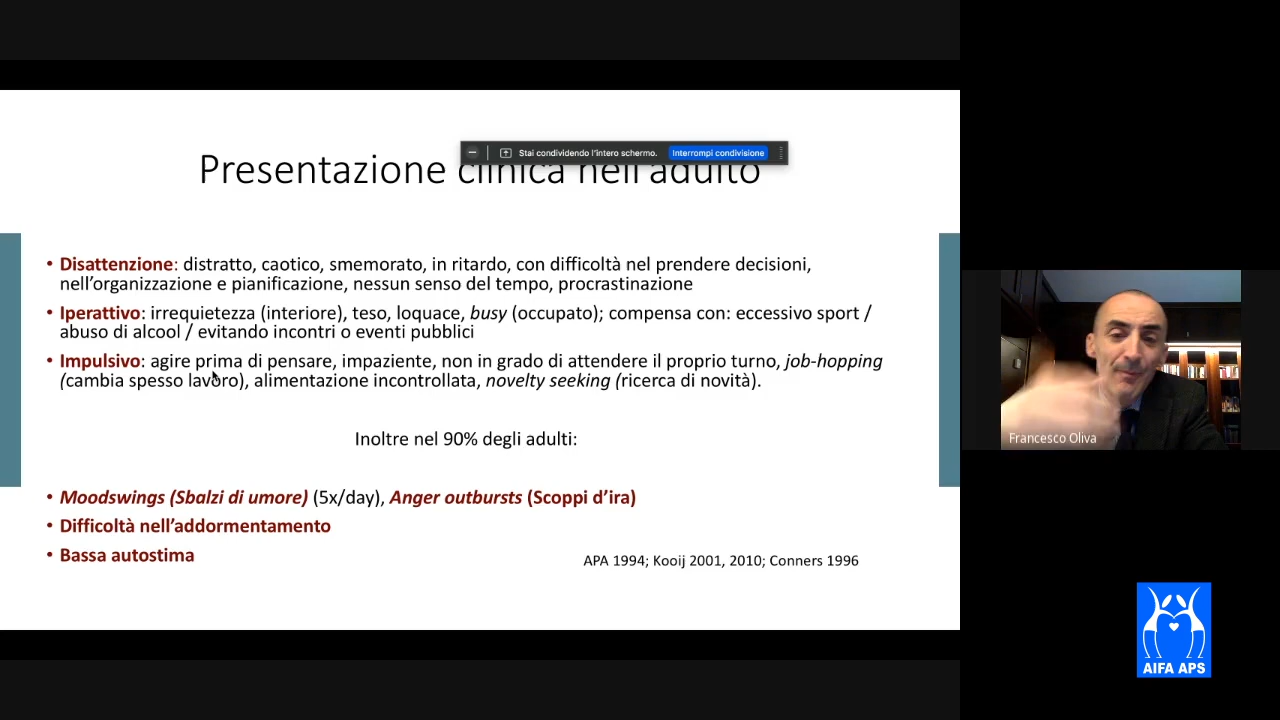 Stai condividendo l'intero schermo. Interrompi condivisione
Presentazione clinica nell'adulto
• Disattenzione: distratto, caotico, smemorato, in ritardo, con difficoltà nel prendere decisioni,
nell'organizzazione e pianificazione, nessun senso del tempo, procrastinazione
• Iperattivo: irrequietezza (interiore), teso, loquace, busy (occupato); compensa con: eccessivo sport /
abuso di alcool / evitando incontri o eventi pubblici
• Impulsivo: agire prima di pensare, impaziente, non in grado di attendere il proprio turno, job-hopping
(cambia spesso lavoro), alimentazione incontrollata, novelty seeking (ricerca di novità).
Inoltre nel 90% degli adulti:
• Moodswings (Sbalzi di umore) (5x/day), Anger outbursts (Scoppi d'ira)
• Difficoltà nell'addormentamento
• Bassa autostima
APA 1994; Kooij 2001, 2010; Conners 1996
Francesco Oliva
AIFA APS